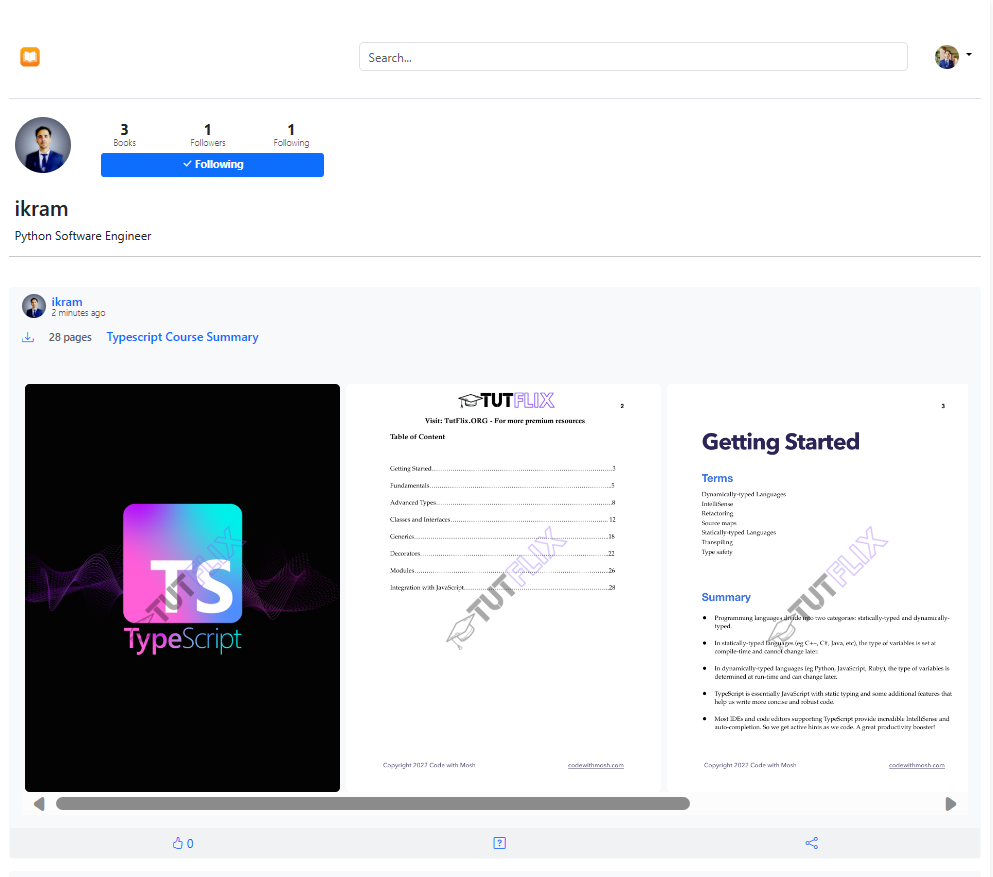 Search...
3
Books
1
Followers
1
Following
Following
ikram
Python Software Engineer
ikram
2 minutes ago
28 pages Typescript Course Summary
TS
TypeScript
TUTFLIX
TUTFLIX
2
Visit: TutFlix.ORG - For more premium resources
Table of Content
Getting Started....3
Fundamentals....5
Advanced Types....8
Classes and Interfaces....12
Generics....18
Decorators....22
Modules....26
Integration with JavaScript....28
TUTFLIX
Copyright 2022 Code with Mosh codewithmosh.com
3
Getting Started
Terms
Dynamically-typed Languages
IntelliSense
Refactoring
Source maps
Statically-typed Languages
Transpiling
Type safety
TUTFLIX
Summary
• Programming languages divide into two categories: statically-typed and dynamically-
typed.
• In statically-typed languages (eg C++, C#, Java, etc), the type of variables is set at
compile-time and cannot change later.
• In dynamically-typed languages (eg Python, JavaScript, Ruby), the type of variables is
determined at run-time and can change later.
• TypeScript is essentially JavaScript with static typing and some additional features that
help us write more concise and robust code.
• Most IDEs and code editors supporting TypeScript provide incredible IntelliSense and
auto-completion. So we get active hints as we code. A great productivity booster!
Copyright 2022 Code with Mosh codewithmosh.com
0
?